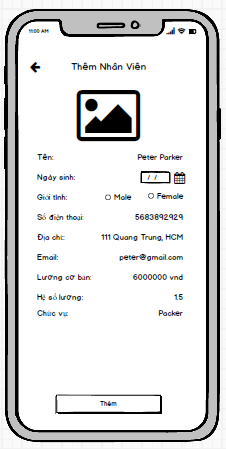 11:00 AM
Thêm Nhân Viên
Tên: Peter Parker
Ngày sinh: / /
Giới tính: Male Female
Số điện thoại: 5683892929
Địa chỉ: 111 Quang Trung, HCM
Email: peter@gmail.com
Lương cơ bản: 6000000 vnd
Hệ số lương: 1.5
Chức vụ: Packer
Thêm